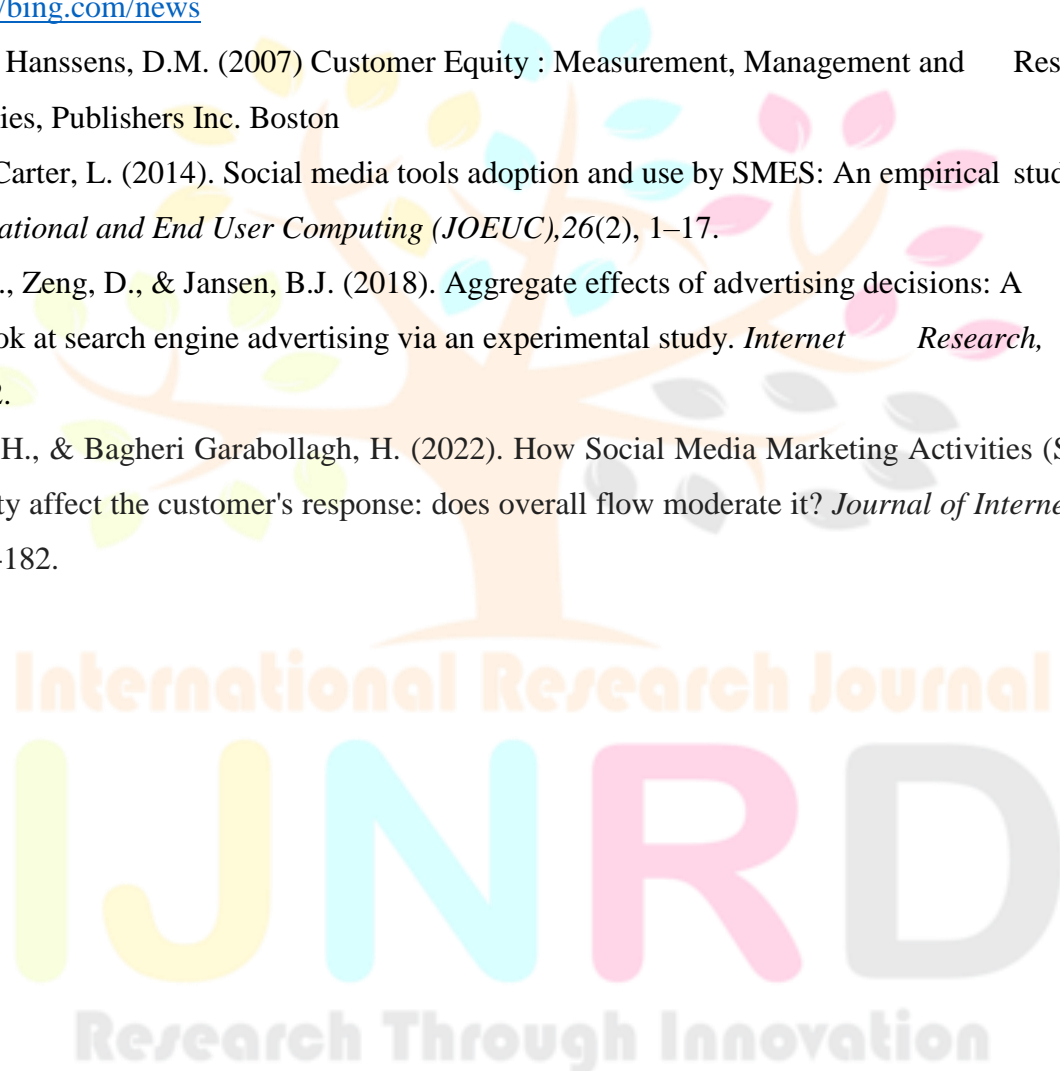 /bing.com/news
Hanssens, D.M. (2007) Customer Equity : Measurement, Management and Res
ies, Publishers Inc. Boston
Carter, L. (2014). Social media tools adoption and use by SMES: An empirical stud
ational and End User Computing (JOEUC),26(2), 1–17.
., Zeng, D., & Jansen, B.J. (2018). Aggregate effects of advertising decisions: A
ok at search engine advertising via an experimental study. Internet Research,
2.
H., & Bagheri Garabollagh, H. (2022). How Social Media Marketing Activities (S
ty affect the customer's response: does overall flow moderate it? Journal of Interne
-182.
International Research Journal
IJNRD
Research Through Innovation